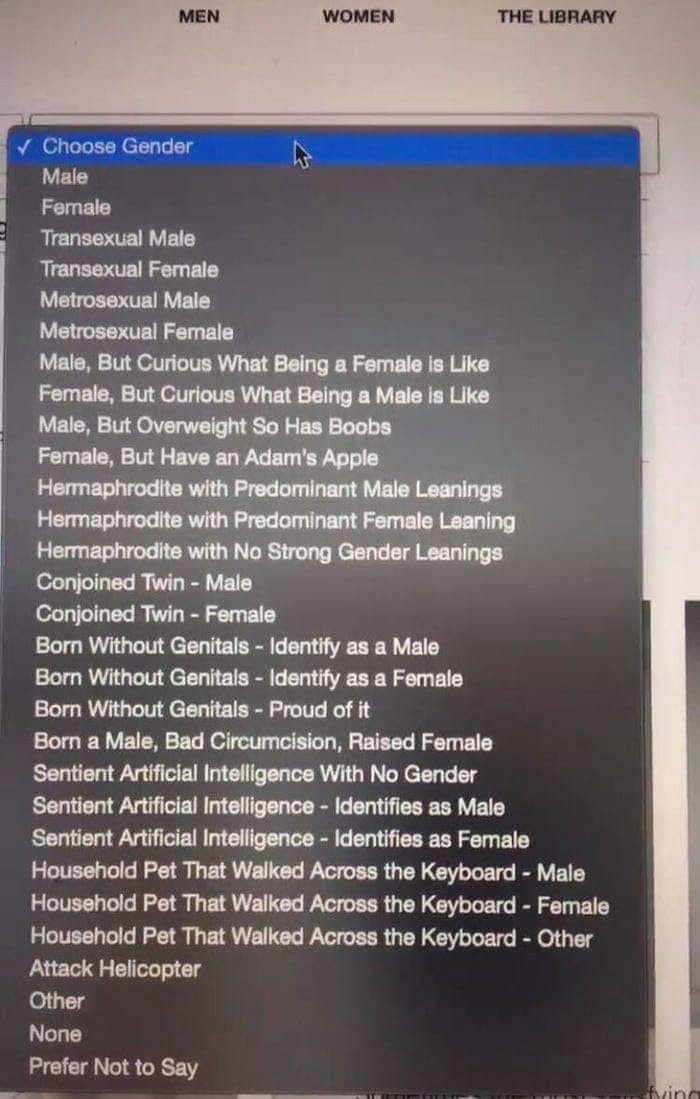 MEN
WOMEN
THE LIBRARY
✓ Choose Gender
Male
Female
Transexual Male
Transexual Female
Metrosexual Male
Metrosexual Female
Male, But Curious What Being a Female is Like
Female, But Curious What Being a Male is Like
Male, But Overweight So Has Boobs
Female, But Have an Adam's Apple
Hermaphrodite with Predominant Male Leanings
Hermaphrodite with Predominant Female Leaning
Hermaphrodite with No Strong Gender Leanings
Conjoined Twin - Male
Conjoined Twin - Female
Born Without Genitals - Identify as a Male
Born Without Genitals - Identify as a Female
Born Without Genitals - Proud of it
Born a Male, Bad Circumcision, Raised Female
Sentient Artificial Intelligence With No Gender
Sentient Artificial Intelligence - Identifies as Male
Sentient Artificial Intelligence - Identifies as Female
Household Pet That Walked Across the Keyboard - Male
Household Pet That Walked Across the Keyboard - Female
Household Pet That Walked Across the Keyboard - Other
Attack Helicopter
Other
None
Prefer Not to Say